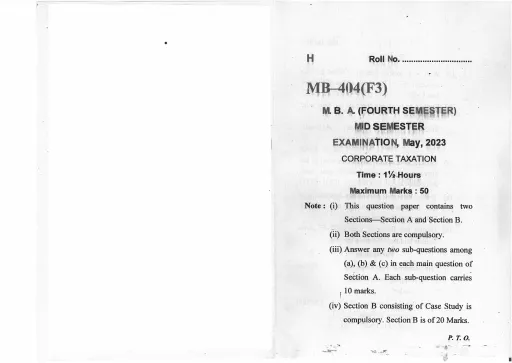 H Roll No. ..............................
MB–404(F3)
M. B. A. (FOURTH SEMESTER)
MID SEMESTER
EXAMINATION, May, 2023
CORPORATE TAXATION
Time : 1½ Hours
Maximum Marks : 50
Note : (i) This question paper contains two
Sections—Section A and Section B.
(ii) Both Sections are compulsory.
(iii) Answer any two sub-questions among
(a), (b) & (c) in each main question of
Section A. Each sub-question carries
10 marks.
(iv) Section B consisting of Case Study is
compulsory. Section B is of 20 Marks.
P. T. O.